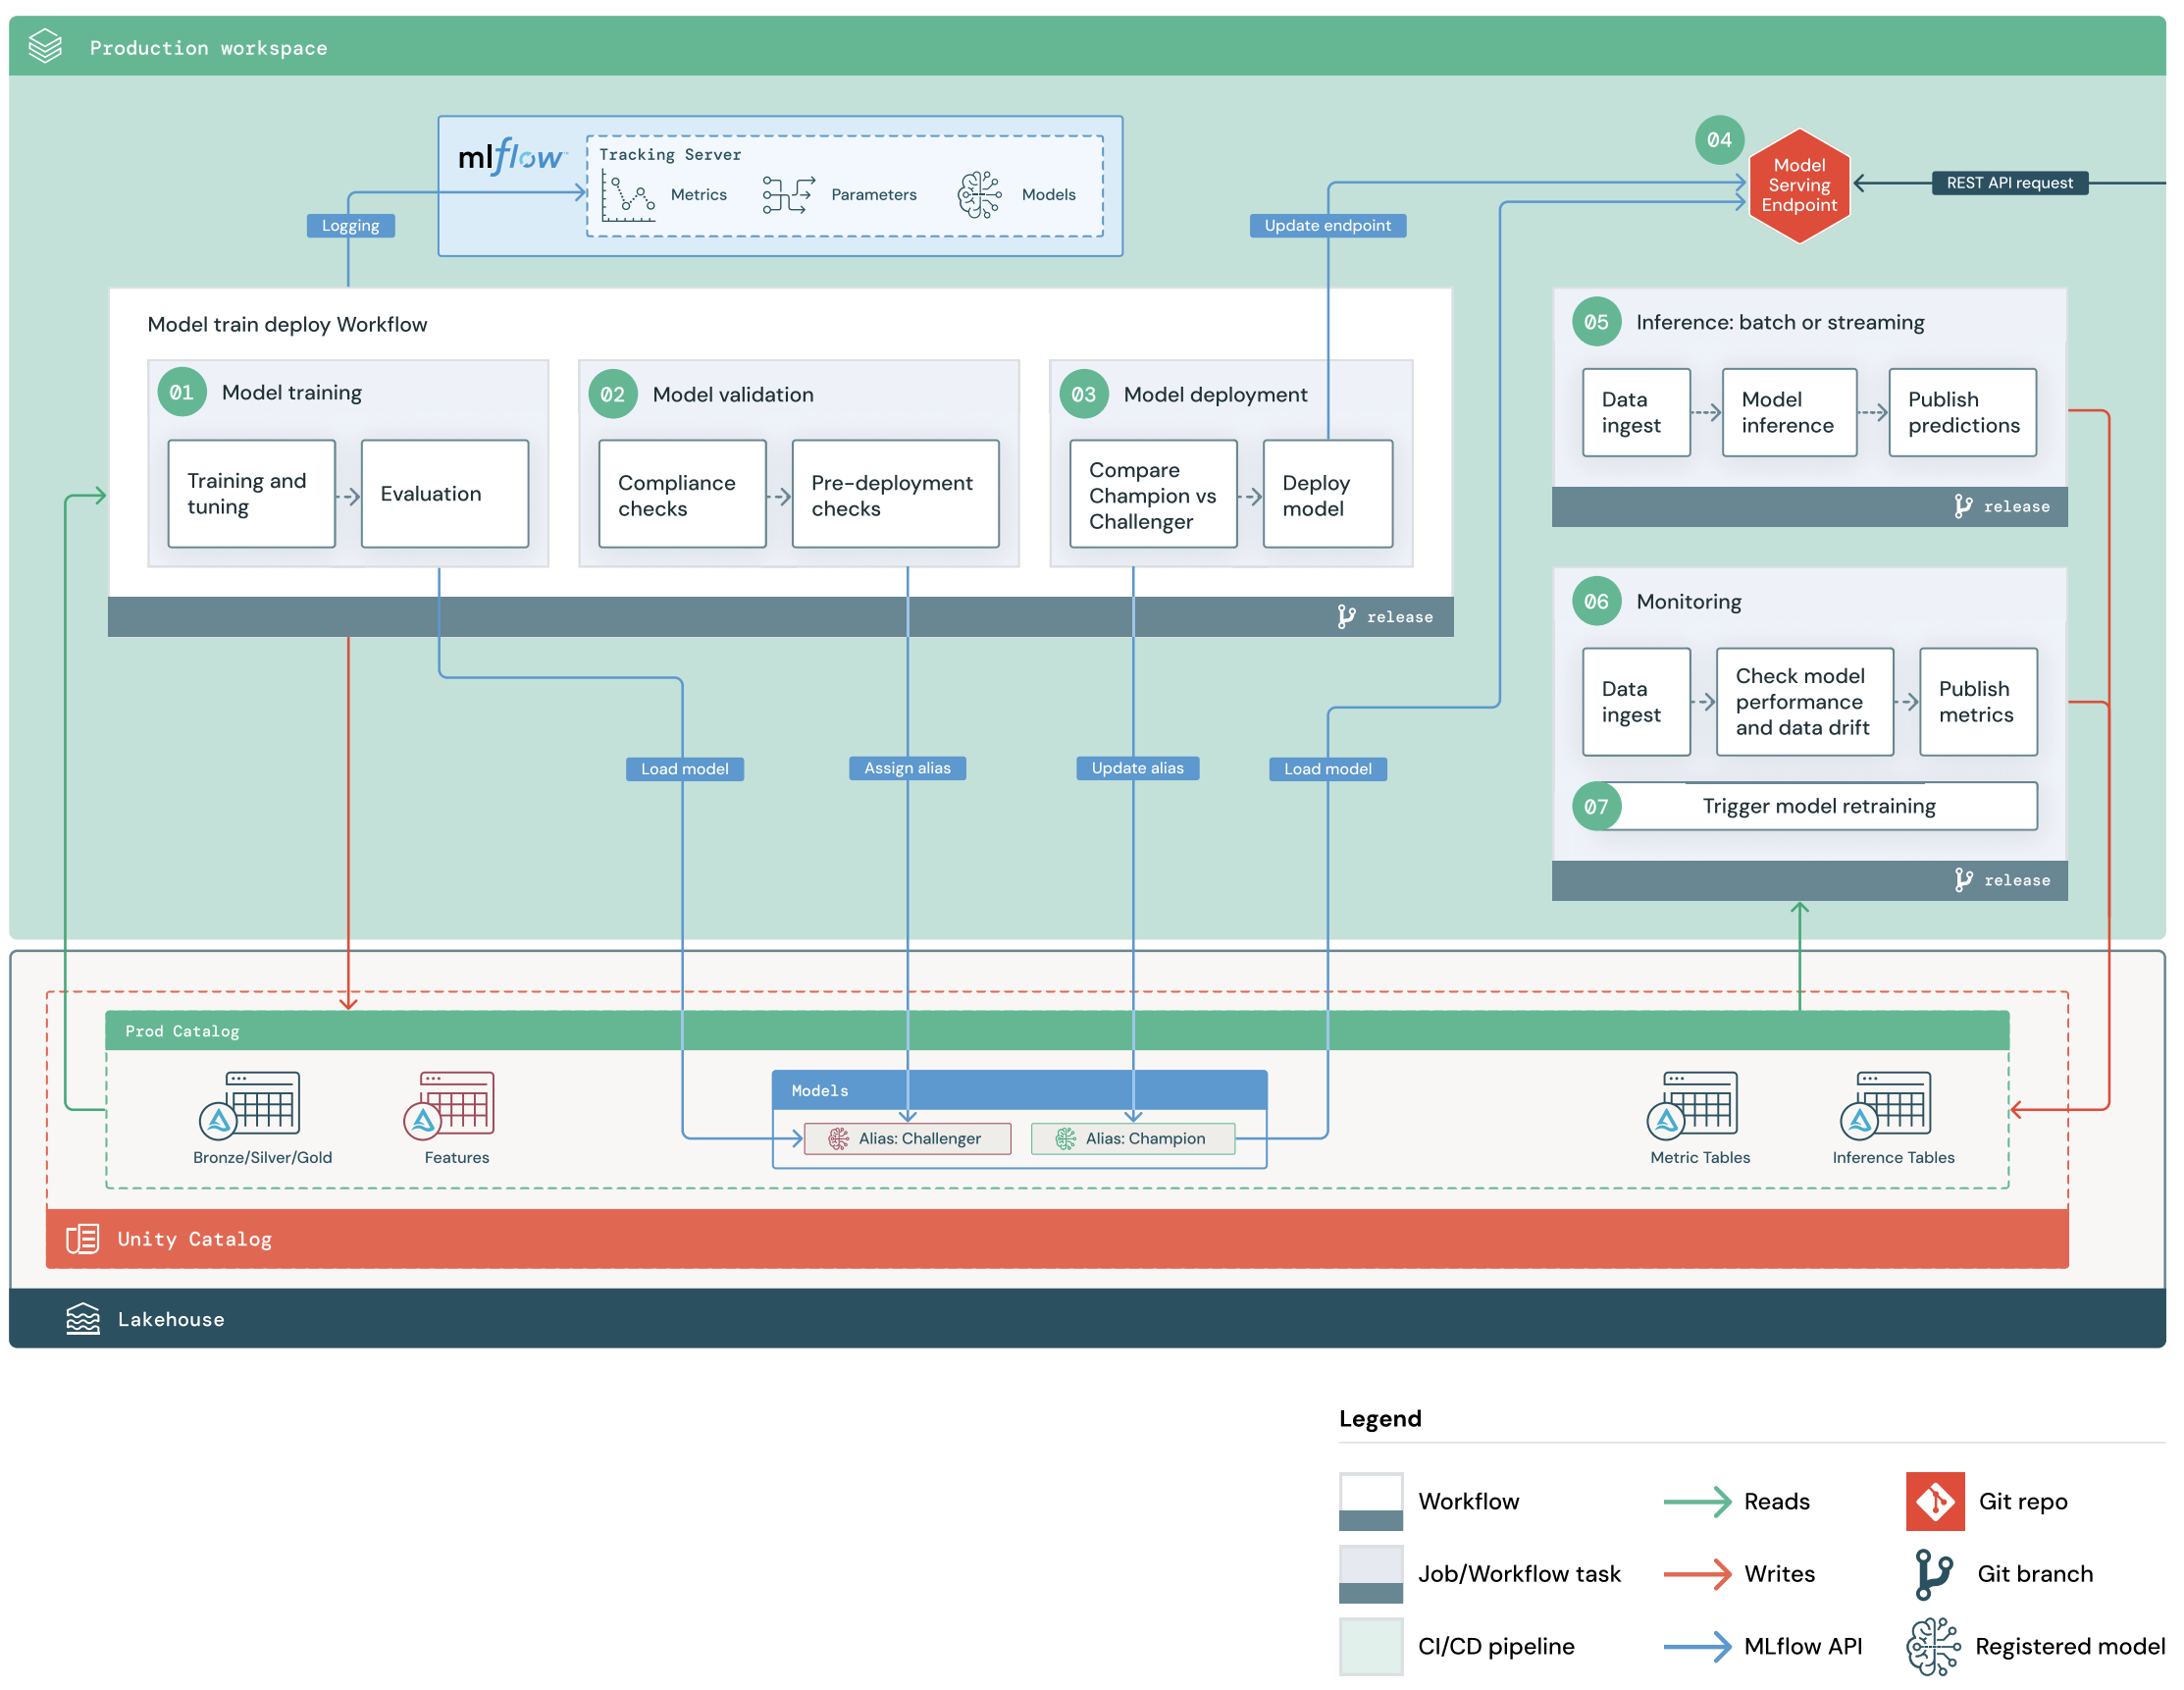 Production workspace
mlflow
Tracking Server
Metrics
Parameters
Models
Logging
Update endpoint
04
Model
Serving
Endpoint
REST API request
Model train deploy Workflow
01
Model training
Training and
tuning
Evaluation
02
Model validation
Compliance
checks
Pre-deployment
checks
03
Model deployment
Compare
Champion vs
Challenger
Deploy
model
release
05
Inference: batch or streaming
Data
ingest
Model
inference
Publish
predictions
release
06
Monitoring
Data
ingest
Check model
performance
and data drift
Publish
metrics
07
Trigger model retraining
release
Load model
Assign alias
Update alias
Load model
Prod Catalog
Bronze/Silver/Gold
Features
Models
Alias: Challenger
Alias: Champion
Metric Tables
Inference Tables
Unity Catalog
Lakehouse
Legend
Workflow
Reads
Git repo
Job/Workflow task
Writes
Git branch
CI/CD pipeline
MLflow API
Registered model